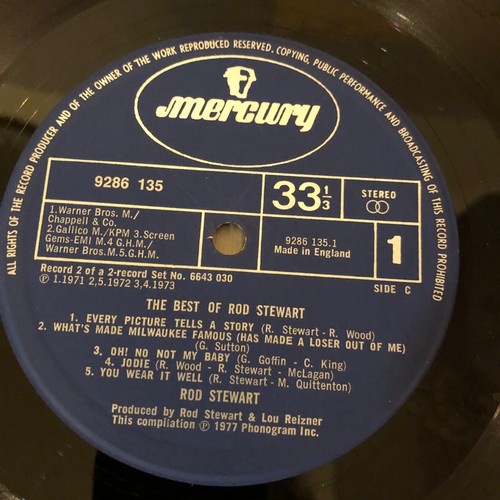 ALL RIGHTS OF THE RECORD PRODUCER AND OF THE OWNER OF THE WORK REPRODUCED RESERVED. COPYING, PUBLIC PERFORMANCE AND BROADCASTING OF THIS RECORD PROHIBITED
mercury
9286 135
33 1/3
STEREO
1.Warner Bros. M./
Chappell & Co.
2.Gallico M./KPM 3.Screen
Gems-EMI M.4 G.H.M./
Warner Bros.M.5.G.H.M.
9286 135.1
Made in England
1
SIDE C
Record 2 of a 2-record Set No. 6643 030
℗ 1.1971 2,5.1972 3,4.1973
THE BEST OF ROD STEWART
1. EVERY PICTURE TELLS A STORY (R. Stewart - R. Wood)
2. WHAT'S MADE MILWAUKEE FAMOUS (HAS MADE A LOSER OUT OF ME)
(G. Sutton)
3. OH! NO NOT MY BABY (G. Goffin - C. King)
4. JODIE (R. Wood - R. Stewart - McLagan)
5. YOU WEAR IT WELL (R. Stewart - M. Quittenton)
ROD STEWART
Produced by Rod Stewart & Lou Reizner
This compilation ℗ 1977 Phonogram Inc.